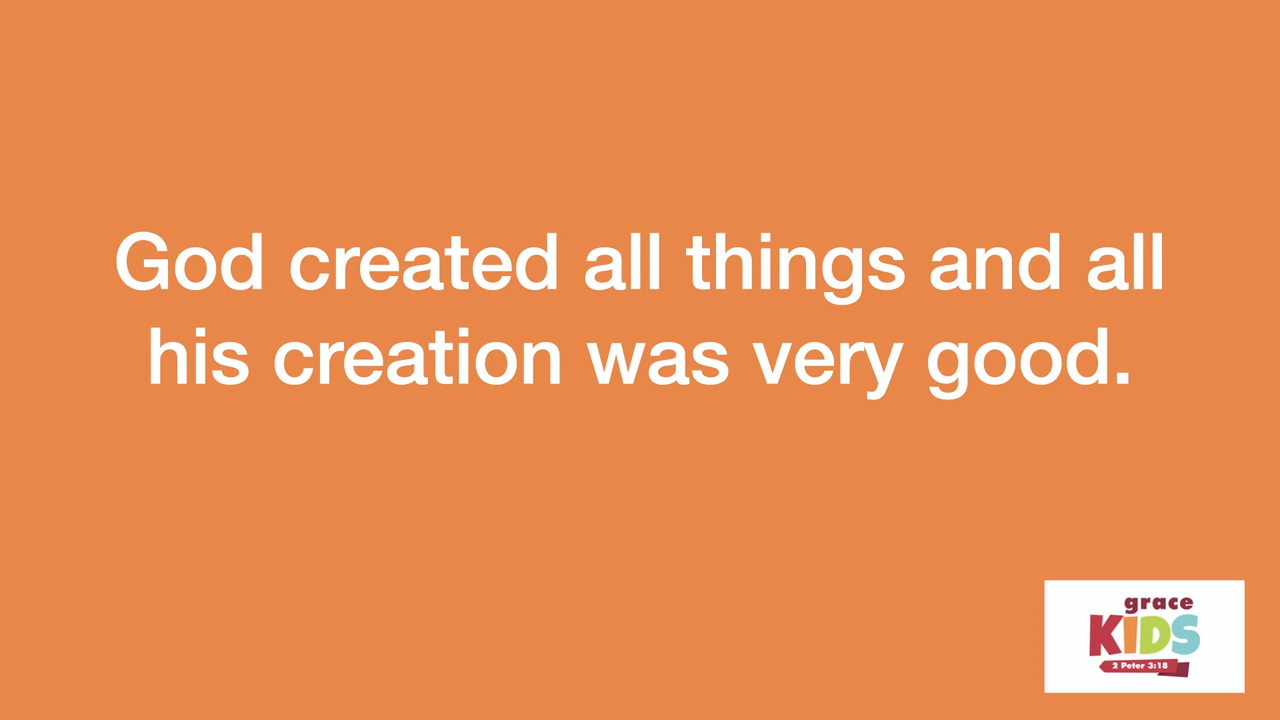 God created all things and all
his creation was very good.
grace
KIDS
2 Peter 3:18